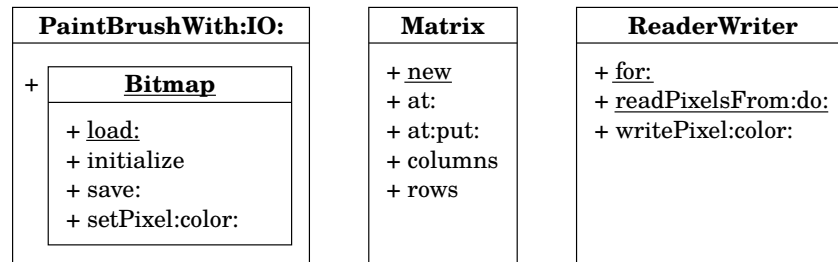 PaintBrushWith:IO:
+ Bitmap
+ load:
+ initialize
+ save:
+ setPixel:color:
Matrix
+ new
+ at:
+ at:put:
+ columns
+ rows
ReaderWriter
+ for:
+ readPixelsFrom:do:
+ writePixel:color: